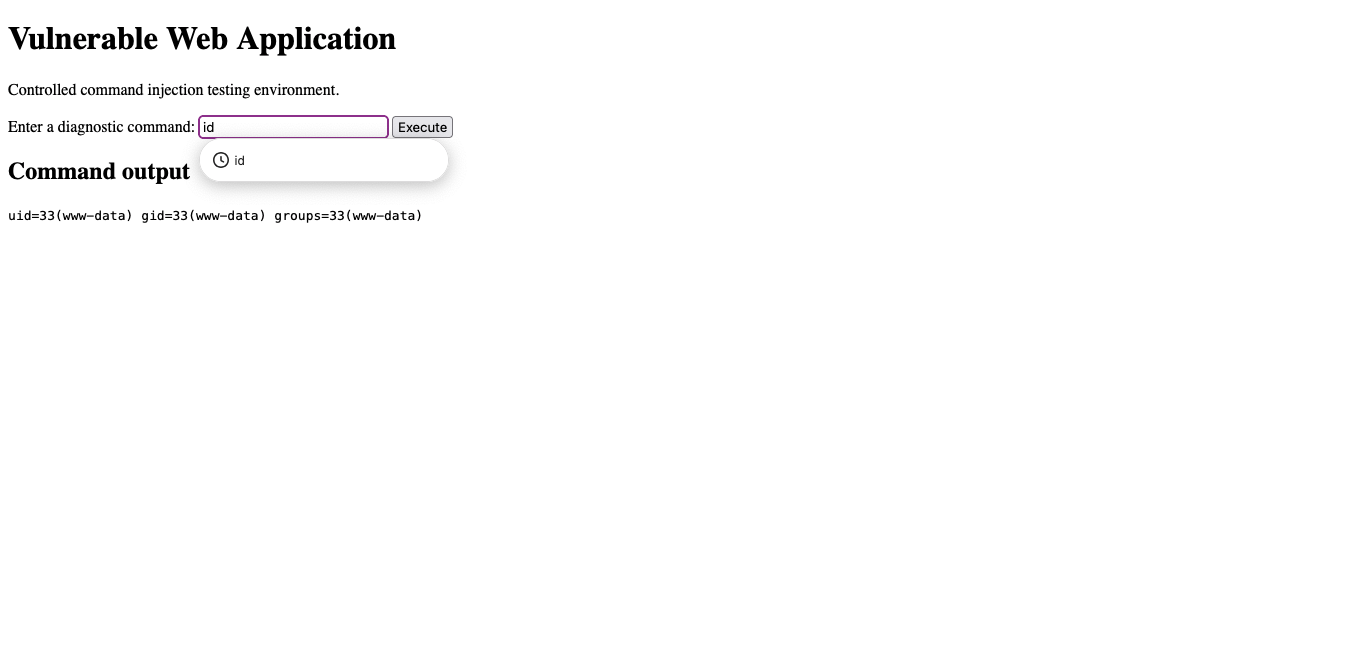 Vulnerable Web Application
Controlled command injection testing environment.
Enter a diagnostic command: id Execute
id
Command output
uid=33(www-data) gid=33(www-data) groups=33(www-data)